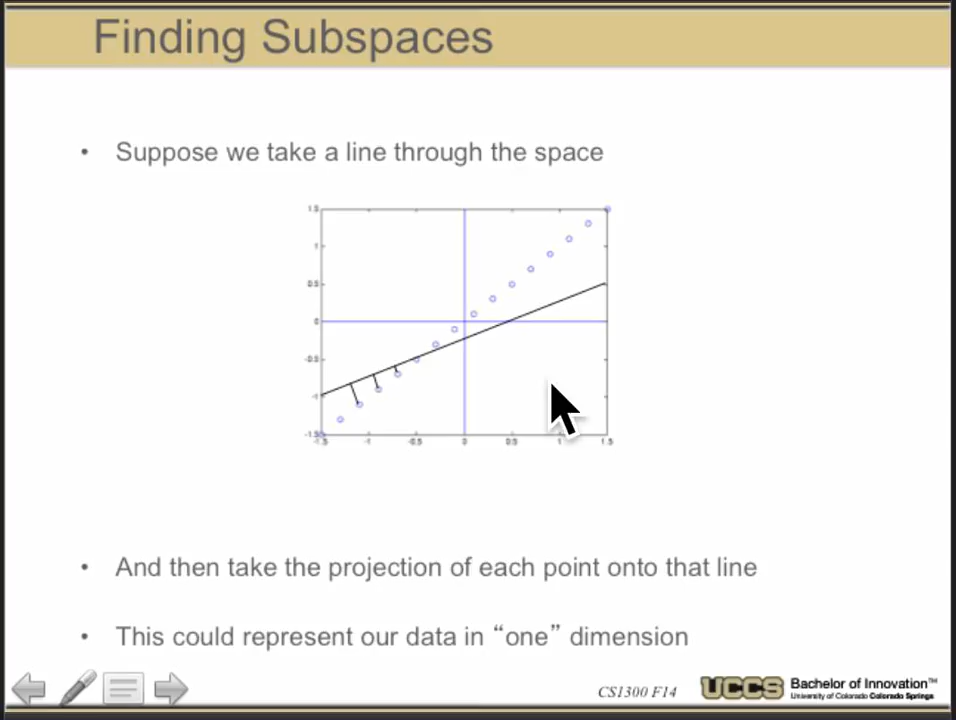 Finding Subspaces
• Suppose we take a line through the space
1.5
1
0.5
0
-0.5
-1
-1.5
-1.5 -1 -0.5 0 0.5 1 1.5
• And then take the projection of each point onto that line
• This could represent our data in “one” dimension
CS1300 F14
UCCS
Bachelor of Innovation™
University of Colorado Colorado Springs